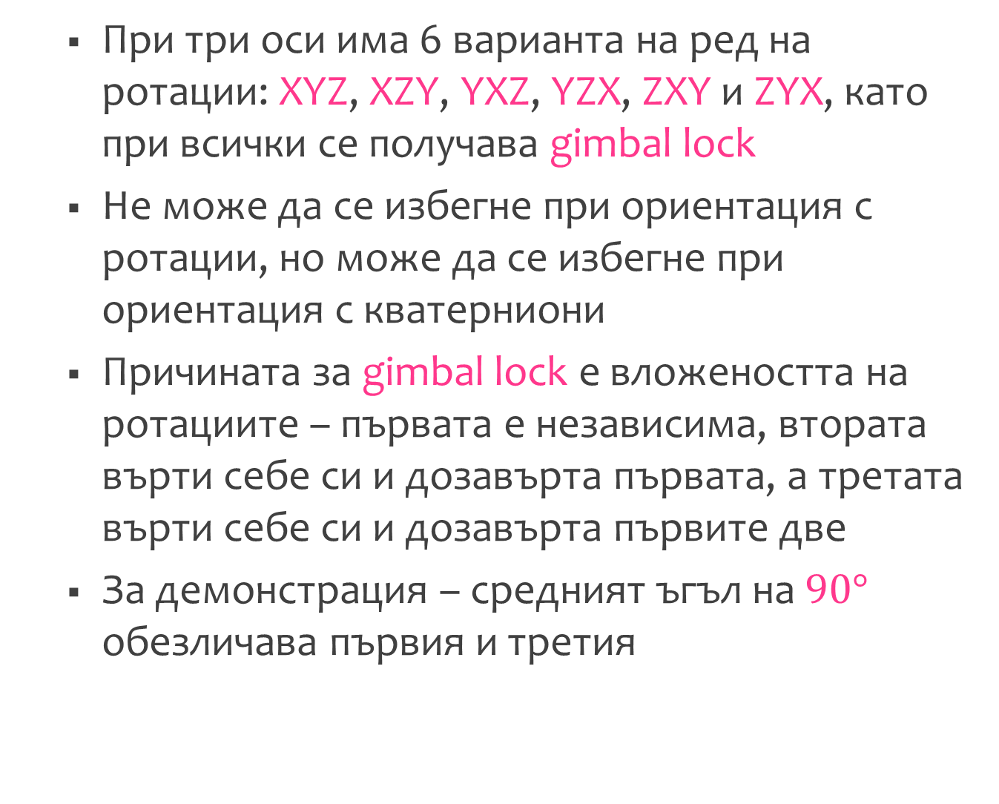 ▪ При три оси има 6 варианта на ред на
ротации: XYZ, XZY, YXZ, YZX, ZXY и ZYX, като
при всички се получава gimbal lock
▪ Не може да се избегне при ориентация с
ротации, но може да се избегне при
ориентация с кватерниони
▪ Причината за gimbal lock е вложеността на
ротациите – първата е независима, втората
върти себе си и дозавърта първата, а третата
върти себе си и дозавърта първите две
▪ За демонстрация – средният ъгъл на 90°
обезличава първия и третия